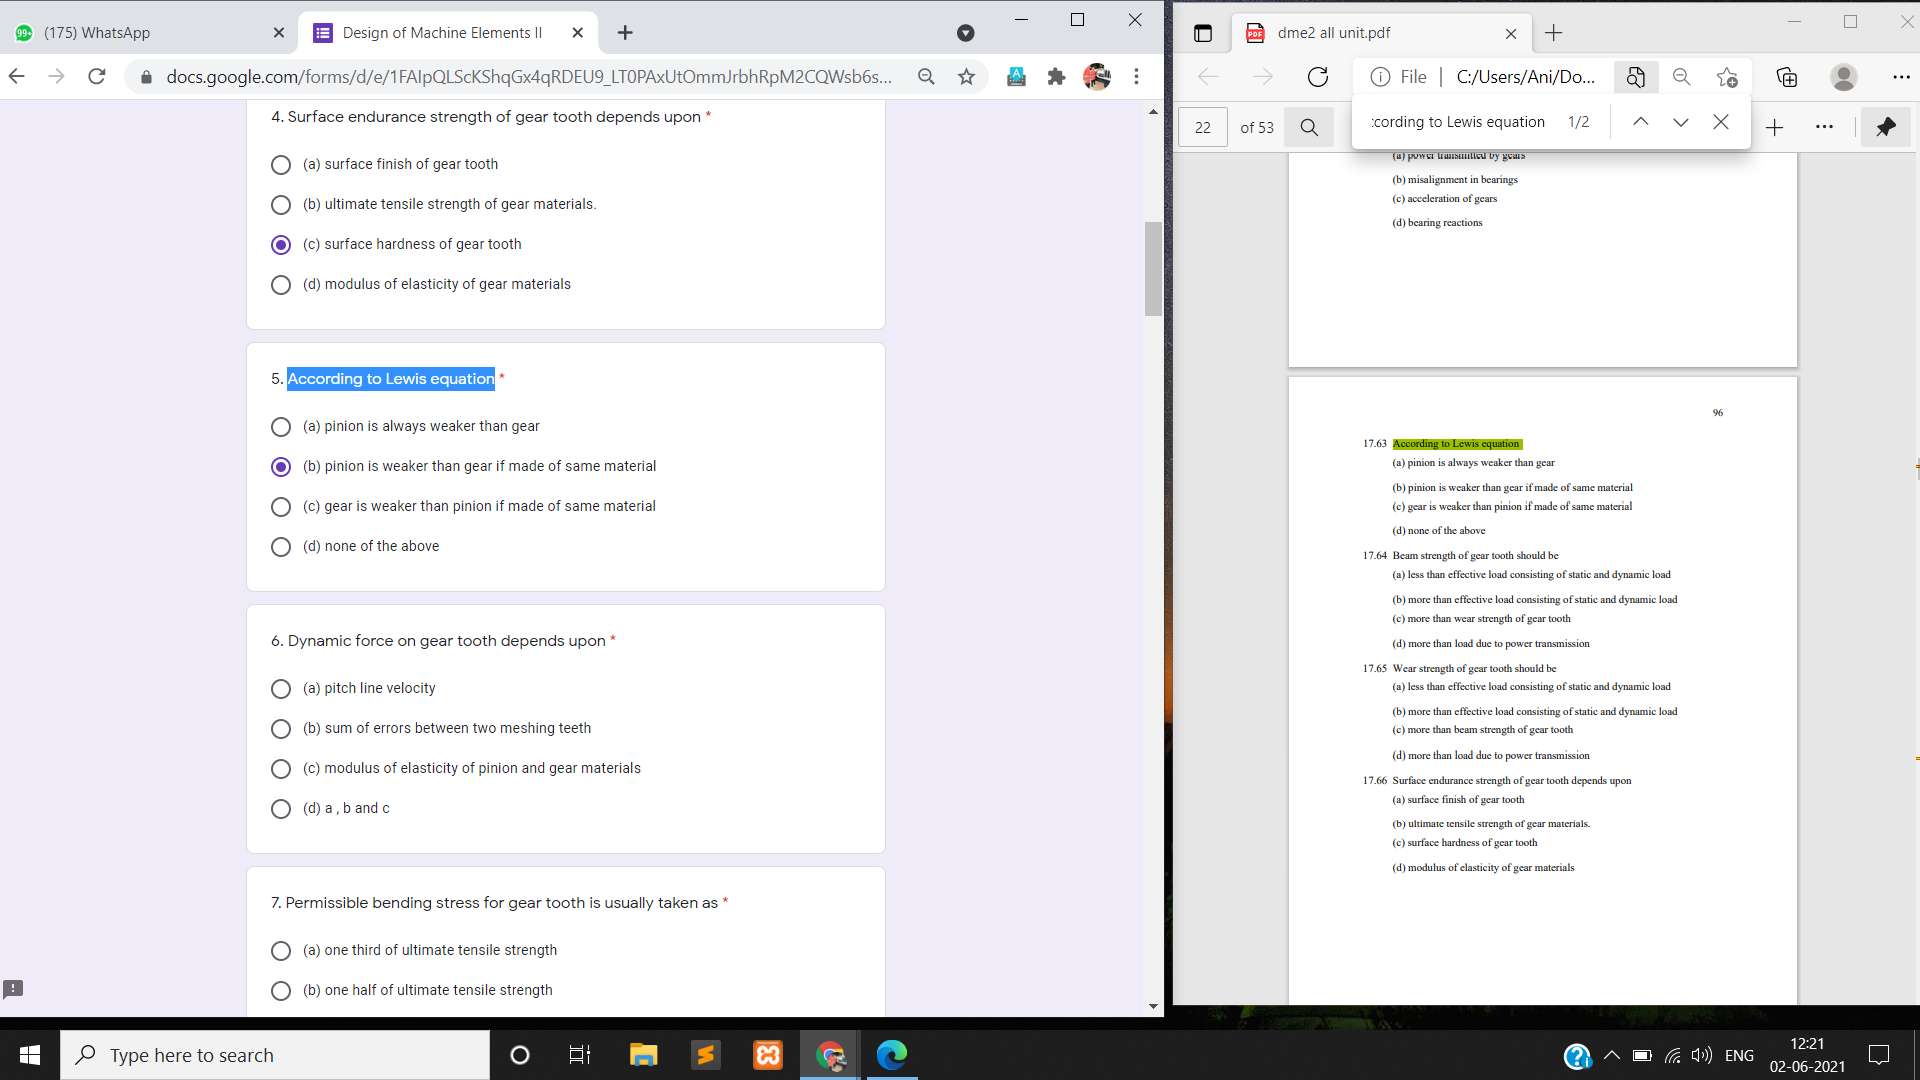 (175) WhatsApp
Design of Machine Elements II
docs.google.com/forms/d/e/1FAIpQLScKShqGx4qRDEU9_LT0PAxUtOmmJrbhRpM2CQWsb6s...
4. Surface endurance strength of gear tooth depends upon *
(a) surface finish of gear tooth
(b) ultimate tensile strength of gear materials.
(c) surface hardness of gear tooth
(d) modulus of elasticity of gear materials
5. According to Lewis equation *
(a) pinion is always weaker than gear
(b) pinion is weaker than gear if made of same material
(c) gear is weaker than pinion if made of same material
(d) none of the above
6. Dynamic force on gear tooth depends upon *
(a) pitch line velocity
(b) sum of errors between two meshing teeth
(c) modulus of elasticity of pinion and gear materials
(d) a , b and c
7. Permissible bending stress for gear tooth is usually taken as *
(a) one third of ultimate tensile strength
(b) one half of ultimate tensile strength
dme2 all unit.pdf
File C:/Users/Ani/Do...
22 of 53
:cording to Lewis equation 1/2
(a) power transmitted by gears
(b) misalignment in bearings
(c) acceleration of gears
(d) bearing reactions
96
17.63 According to Lewis equation
(a) pinion is always weaker than gear
(b) pinion is weaker than gear if made of same material
(c) gear is weaker than pinion if made of same material
(d) none of the above
17.64 Beam strength of gear tooth should be
(a) less than effective load consisting of static and dynamic load
(b) more than effective load consisting of static and dynamic load
(c) more than wear strength of gear tooth
(d) more than load due to power transmission
17.65 Wear strength of gear tooth should be
(a) less than effective load consisting of static and dynamic load
(b) more than effective load consisting of static and dynamic load
(c) more than beam strength of gear tooth
(d) more than load due to power transmission
17.66 Surface endurance strength of gear tooth depends upon
(a) surface finish of gear tooth
(b) ultimate tensile strength of gear materials.
(c) surface hardness of gear tooth
(d) modulus of elasticity of gear materials
Type here to search
ENG
12:21
02-06-2021